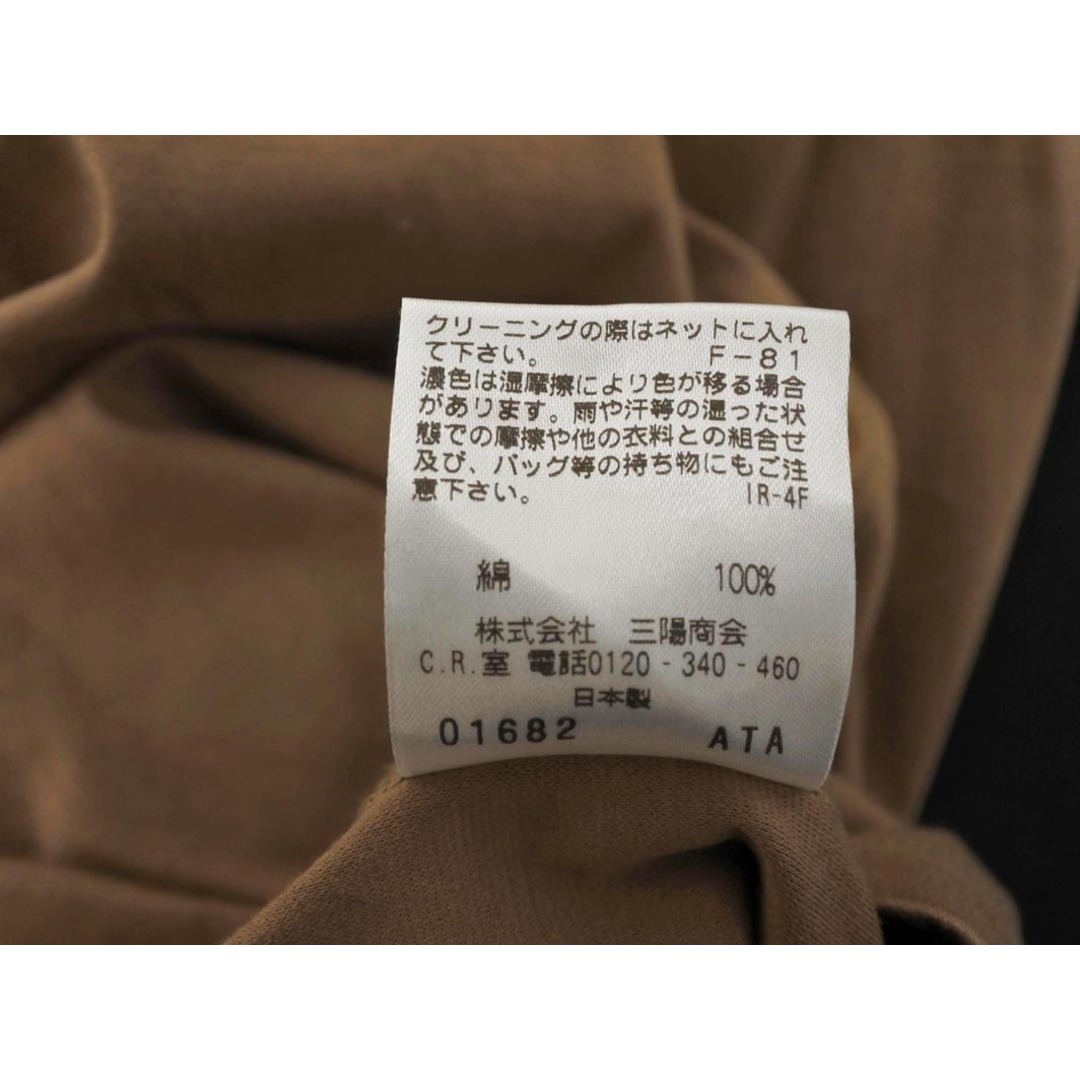 クリーニングの際はネットに入れ
て下さい。 F-81
濃色は湿摩擦により色が移る場合
があります。雨や汗等の湿った状
態での摩擦や他の衣料との組合せ
及び、バッグ等の持ち物にもご注
意下さい。 IR-4F
綿 100%
株式会社 三陽商会
C.R.室 電話0120-340-460
日本製
01682 ATA